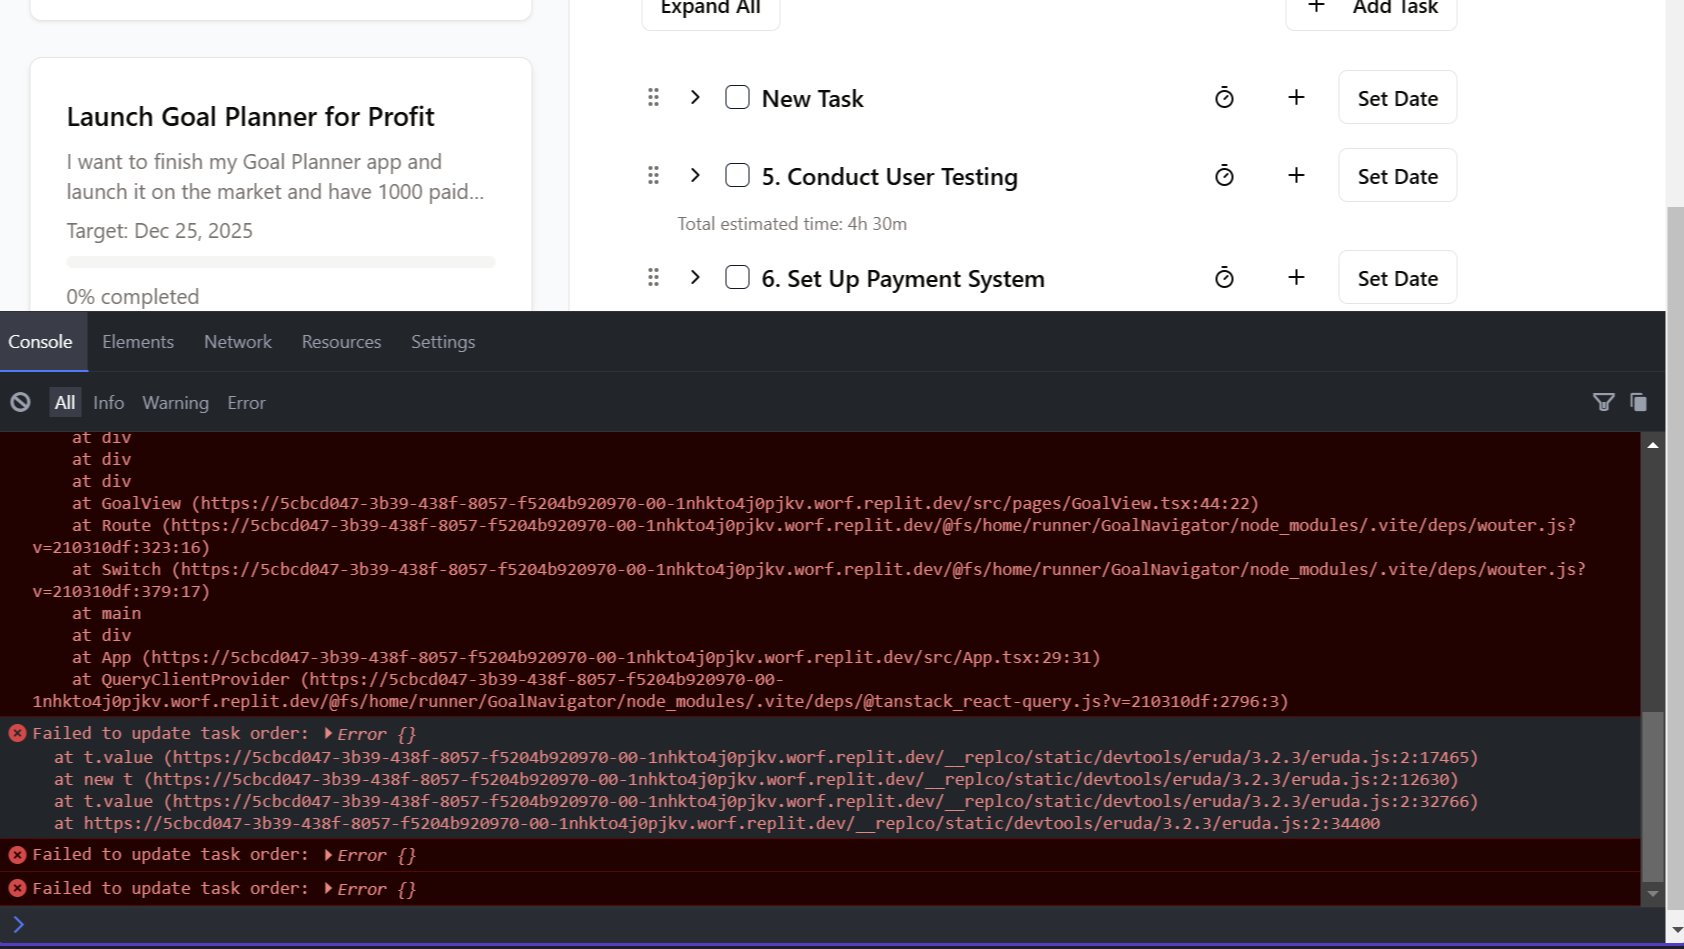 Expand All
+ Add Task
Launch Goal Planner for Profit
I want to finish my Goal Planner app and
launch it on the market and have 1000 paid...
Target: Dec 25, 2025
0% completed
New Task
Set Date
5. Conduct User Testing
Set Date
Total estimated time: 4h 30m
6. Set Up Payment System
Set Date
Console Elements Network Resources Settings
All Info Warning Error
at div
at div
at div
at GoalView (https://5cbcd047-3b39-438f-8057-f5204b920970-00-1nhkto4j0pjkv.worf.replit.dev/src/pages/GoalView.tsx:44:22)
at Route (https://5cbcd047-3b39-438f-8057-f5204b920970-00-1nhkto4j0pjkv.worf.replit.dev/@fs/home/runner/GoalNavigator/node_modules/.vite/deps/wouter.js?
v=210310df:323:16)
at Switch (https://5cbcd047-3b39-438f-8057-f5204b920970-00-1nhkto4j0pjkv.worf.replit.dev/@fs/home/runner/GoalNavigator/node_modules/.vite/deps/wouter.js?
v=210310df:379:17)
at main
at div
at App (https://5cbcd047-3b39-438f-8057-f5204b920970-00-1nhkto4j0pjkv.worf.replit.dev/src/App.tsx:29:31)
at QueryClientProvider (https://5cbcd047-3b39-438f-8057-f5204b920970-00-
1nhkto4j0pjkv.worf.replit.dev/@fs/home/runner/GoalNavigator/node_modules/.vite/deps/@tanstack_react-query.js?v=210310df:2796:3)
Failed to update task order: Error {}
at t.value (https://5cbcd047-3b39-438f-8057-f5204b920970-00-1nhkto4j0pjkv.worf.replit.dev/__replco/static/devtools/eruda/3.2.3/eruda.js:2:17465)
at new t (https://5cbcd047-3b39-438f-8057-f5204b920970-00-1nhkto4j0pjkv.worf.replit.dev/__replco/static/devtools/eruda/3.2.3/eruda.js:2:12630)
at t.value (https://5cbcd047-3b39-438f-8057-f5204b920970-00-1nhkto4j0pjkv.worf.replit.dev/__replco/static/devtools/eruda/3.2.3/eruda.js:2:32766)
at https://5cbcd047-3b39-438f-8057-f5204b920970-00-1nhkto4j0pjkv.worf.replit.dev/__replco/static/devtools/eruda/3.2.3/eruda.js:2:34400
Failed to update task order: Error {}
Failed to update task order: Error {}